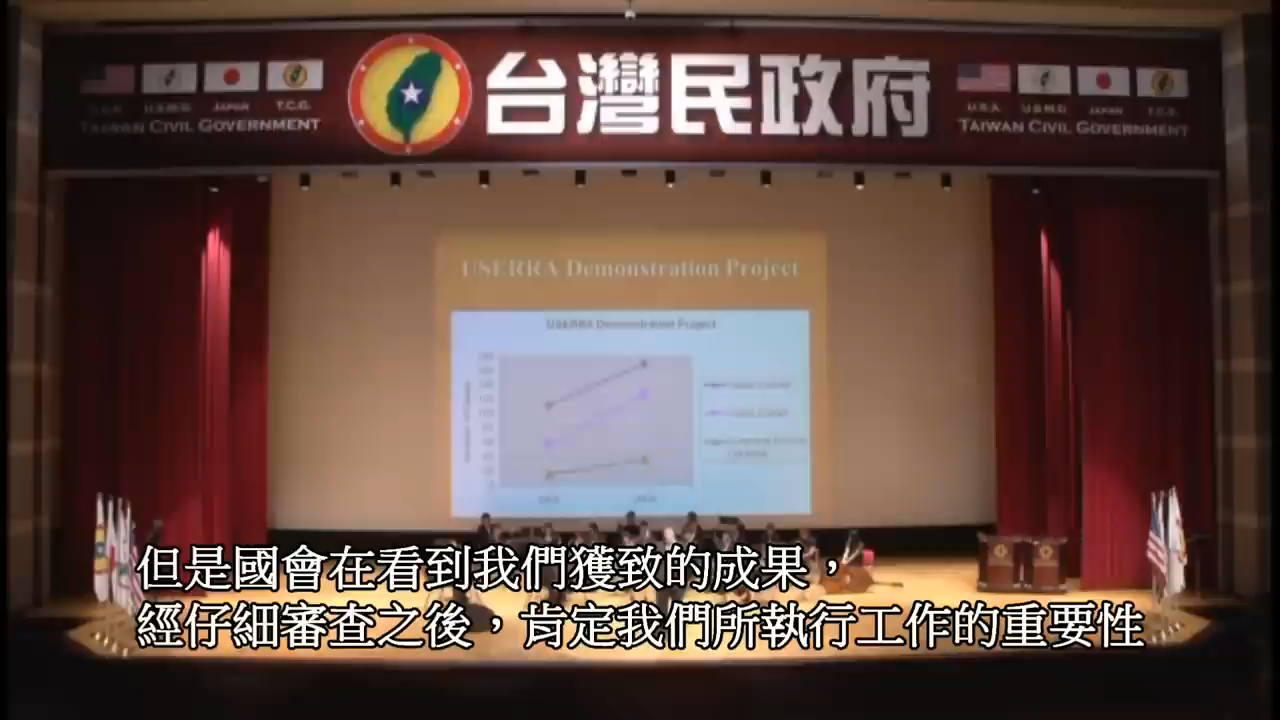 台灣民政府
U.S.A. U.S.M.G. JAPAN T.C.G.
TAIWAN CIVIL GOVERNMENT
U.S.A. U.S.M.G. JAPAN T.C.G.
TAIWAN CIVIL GOVERNMENT
USERRA Demonstration Project
USERRA Demonstration Project
但是國會在看到我們獲致的成果，
經仔細審查之後，肯定我們所執行工作的重要性